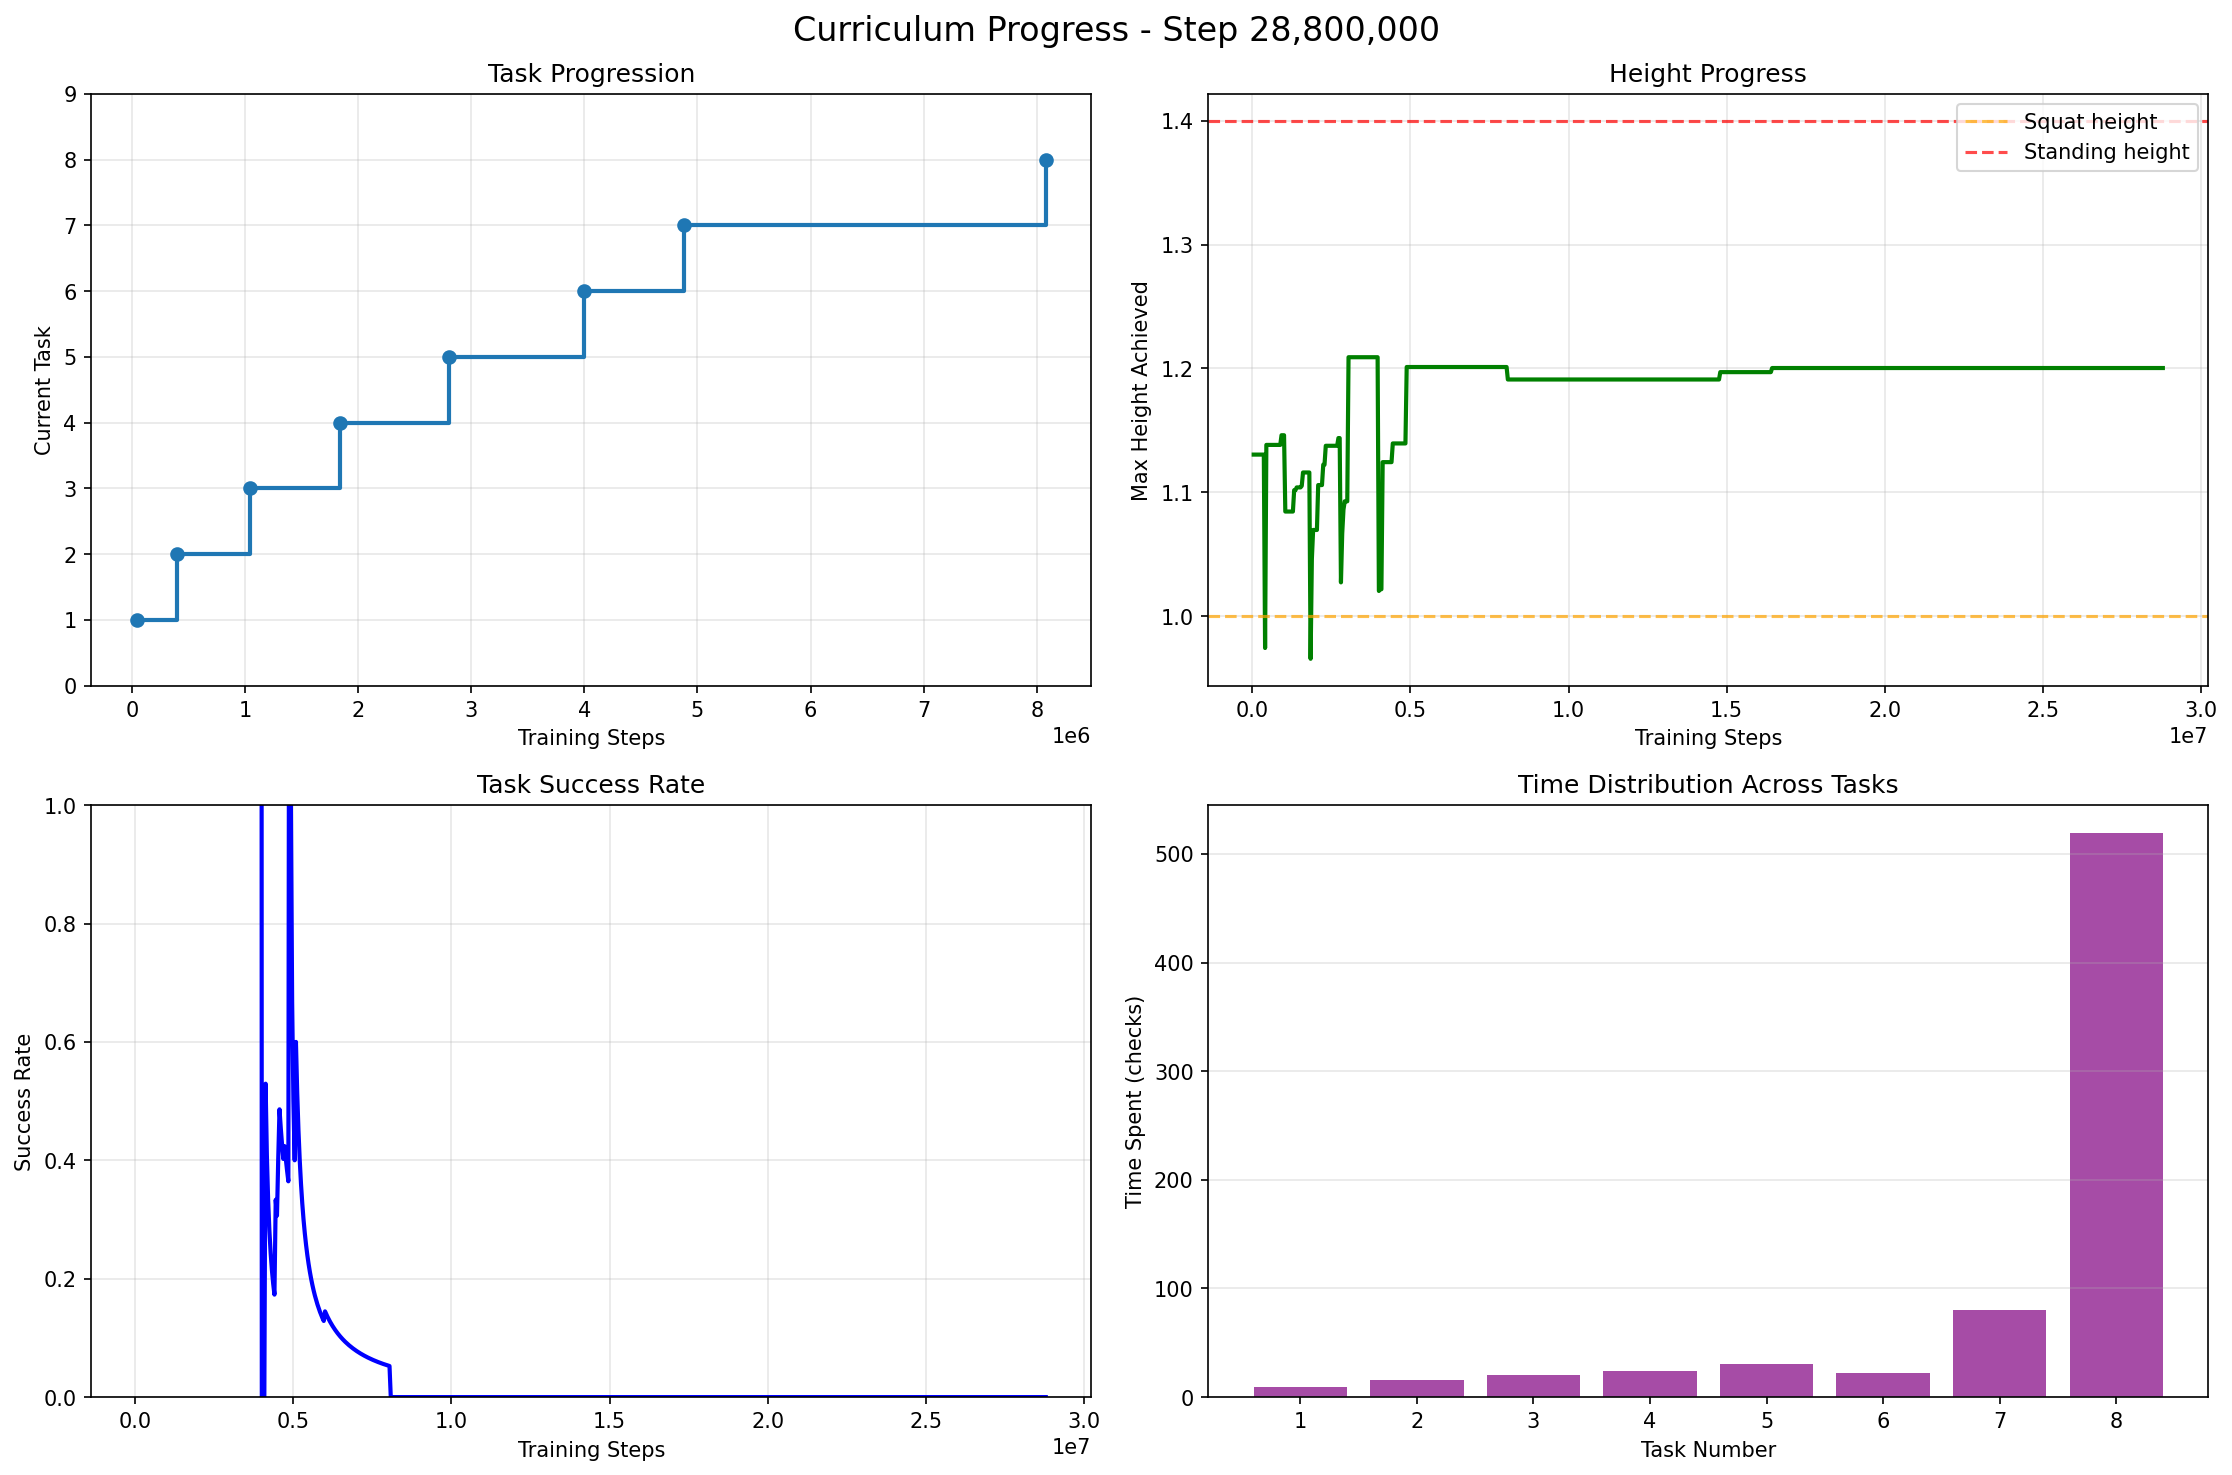 Curriculum Progress - Step 28,800,000
Task Progression
Current Task
9
8
7
6
5
4
3
2
1
0
0 1 2 3 4 5 6 7 8
1e6
Training Steps
Height Progress
Max Height Achieved
1.4
1.3
1.2
1.1
1.0
Squat height
Standing height
0.0 0.5 1.0 1.5 2.0 2.5 3.0
1e7
Training Steps
Task Success Rate
Success Rate
1.0
0.8
0.6
0.4
0.2
0.0
0.0 0.5 1.0 1.5 2.0 2.5 3.0
1e7
Training Steps
Time Distribution Across Tasks
Time Spent (checks)
500
400
300
200
100
0
1 2 3 4 5 6 7 8
Task Number